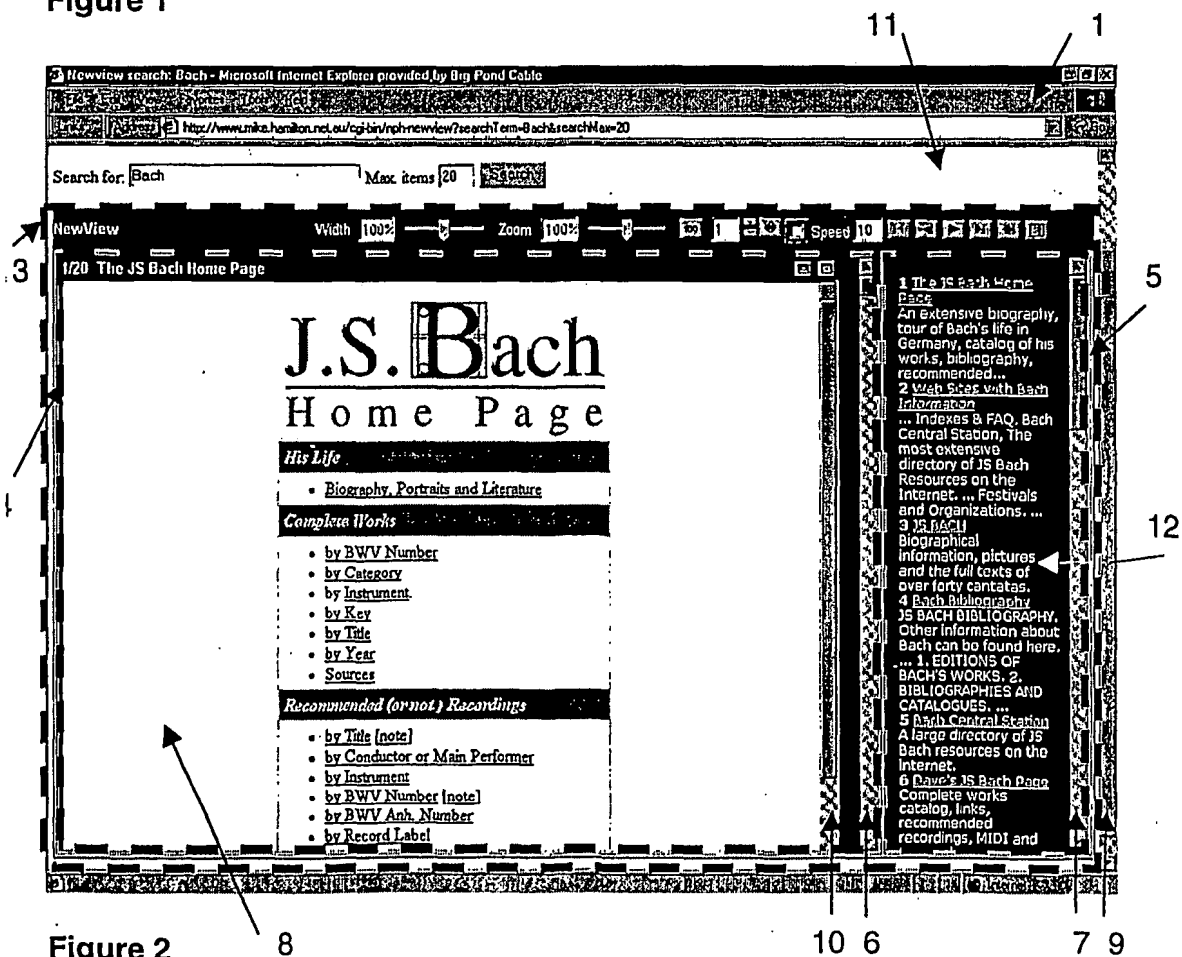 Figure 1
11
1
Newview search: Bach - Microsoft Internet Explorer provided by Big Pond Cable
http://www.mike.hamilton.net.au/cgi-bin/nph-newview?searchTerm=Bach&searchMax=20
Search for: Bach Max. items 20 Search
3
NewView Width 100% Zoom 100% 1 Speed 10
1/20 The JS Bach Home Page
J.S. Bach
Home Page
His Life
• Biography, Portraits and Literature
Complete Works
• by BWV Number
• by Category
• by Instrument
• by Key
• by Title
• by Year
• Sources
Recommended (or not) Recordings
• by Title [note]
• by Conductor or Main Performer
• by Instrument
• by BWV Number [note]
• by BWV Anh. Number
• by Record Label
1 The JS Bach Home
Page
An extensive biography,
tour of Bach's life in
Germany, catalog of his
works, bibliography,
recommended...
2 Web Sites with Bach
Information
... Indexes & FAQ. Bach
Central Station, The
most extensive
directory of JS Bach
Resources on the
Internet. ... Festivals
and Organizations. ...
3 JS BACH
Biographical
information, pictures
and the full texts of
over forty cantatas.
4 Bach Bibliography
JS BACH BIBLIOGRAPHY.
Other information about
Bach can be found here.
... 1. EDITIONS OF
BACH'S WORKS. 2.
BIBLIOGRAPHIES AND
CATALOGUES. ...
5 Bach Central Station
A large directory of JS
Bach resources on the
Internet.
6 Dave's JS Bach Page
Complete works
catalog, links,
recommended
recordings, MIDI and
5
12
8
10 6 7 9
Figure 2